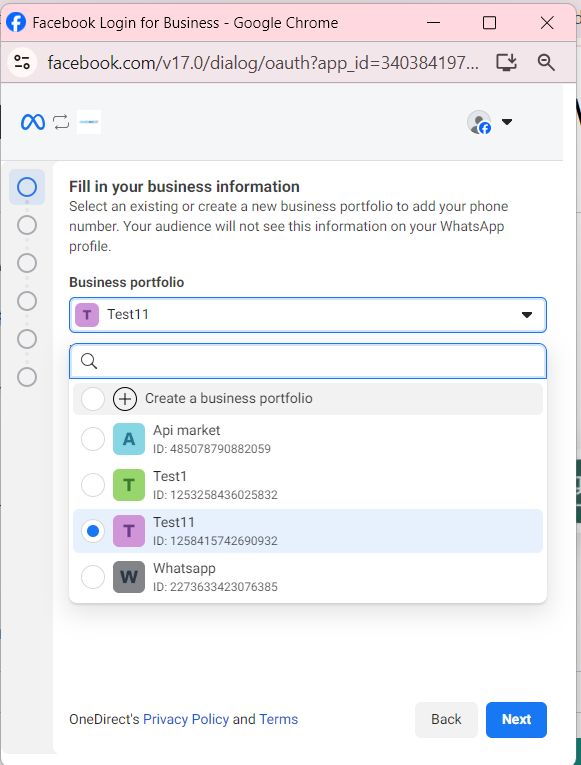 Facebook Login for Business - Google Chrome
facebook.com/v17.0/dialog/oauth?app_id=340384197...
Fill in your business information
Select an existing or create a new business portfolio to add your phone
number. Your audience will not see this information on your WhatsApp
profile.
Business portfolio
T Test11
Create a business portfolio
A Api market
ID: 485078790882059
T Test1
ID: 1253258436025832
T Test11
ID: 1258415742690932
W Whatsapp
ID: 2273633423076385
OneDirect's Privacy Policy and Terms
Back
Next